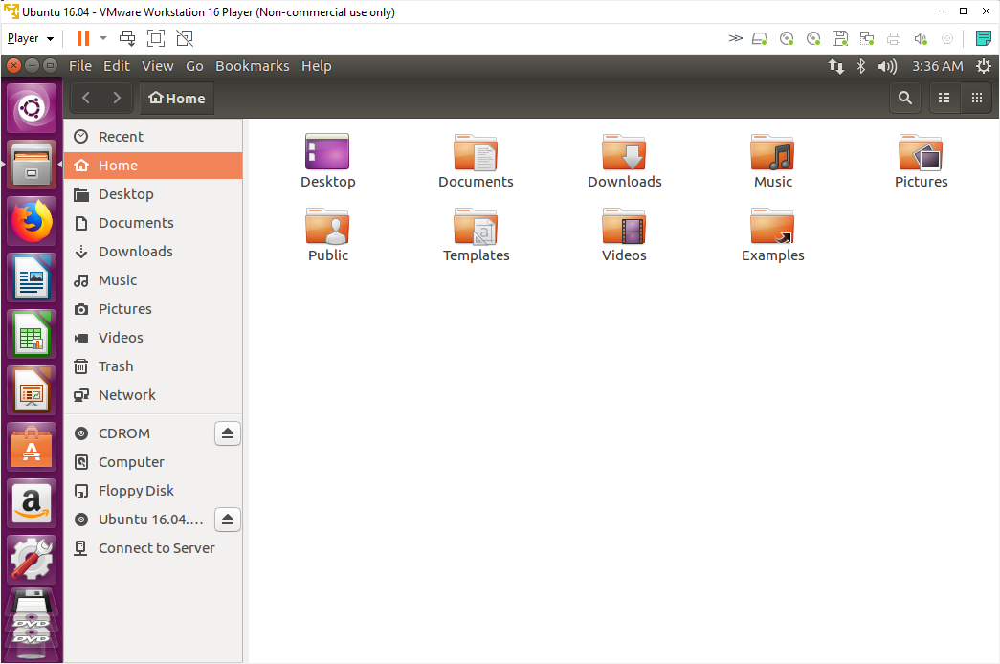 Ubuntu 16.04 - VMware Workstation 16 Player (Non-commercial use only)
Player
File Edit View Go Bookmarks Help
3:36 AM
Home
Recent
Home
Desktop
Documents
Downloads
Music
Pictures
Videos
Trash
Network
CDROM
Computer
Floppy Disk
Ubuntu 16.04....
Connect to Server
Desktop Documents Downloads Music Pictures
Public Templates Videos Examples
A
a
DVD
DVD